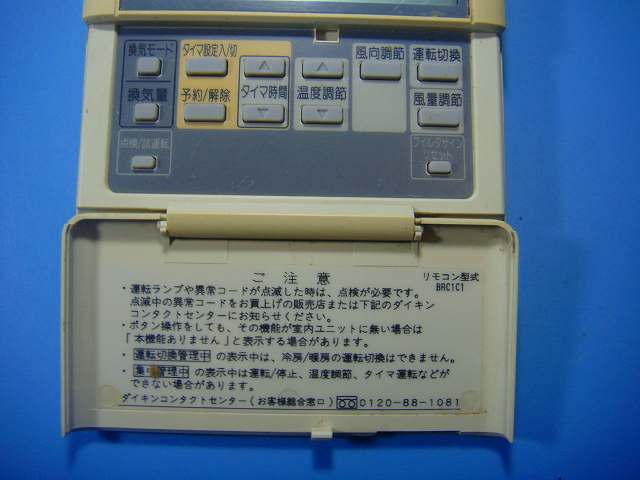 換気モード
タイマ設定入/切
風向調節
運転切換
換気量
予約/解除
タイマ時間
温度調節
風量調節
点検/試運転
フィルタサイン
リセット
ご注意
リモコン型式
BRC1C1
・運転ランプや異常コードが点滅した時は、点検が必要です。
点滅中の異常コードをお買上げの販売店または下記のダイキン
コンタクトセンターにお知らせください。
・ボタン操作をしても、その機能が室内ユニットに無い場合は
「本機能ありません」と表示する場合があります。
・運転切換管理中の表示中は、冷房/暖房の運転切換はできません。
・集中管理中の表示中は運転/停止、温度調節、タイマ運転などが
できない場合があります。
ダイキンコンタクトセンター(お客様総合窓口) 0120-88-1081